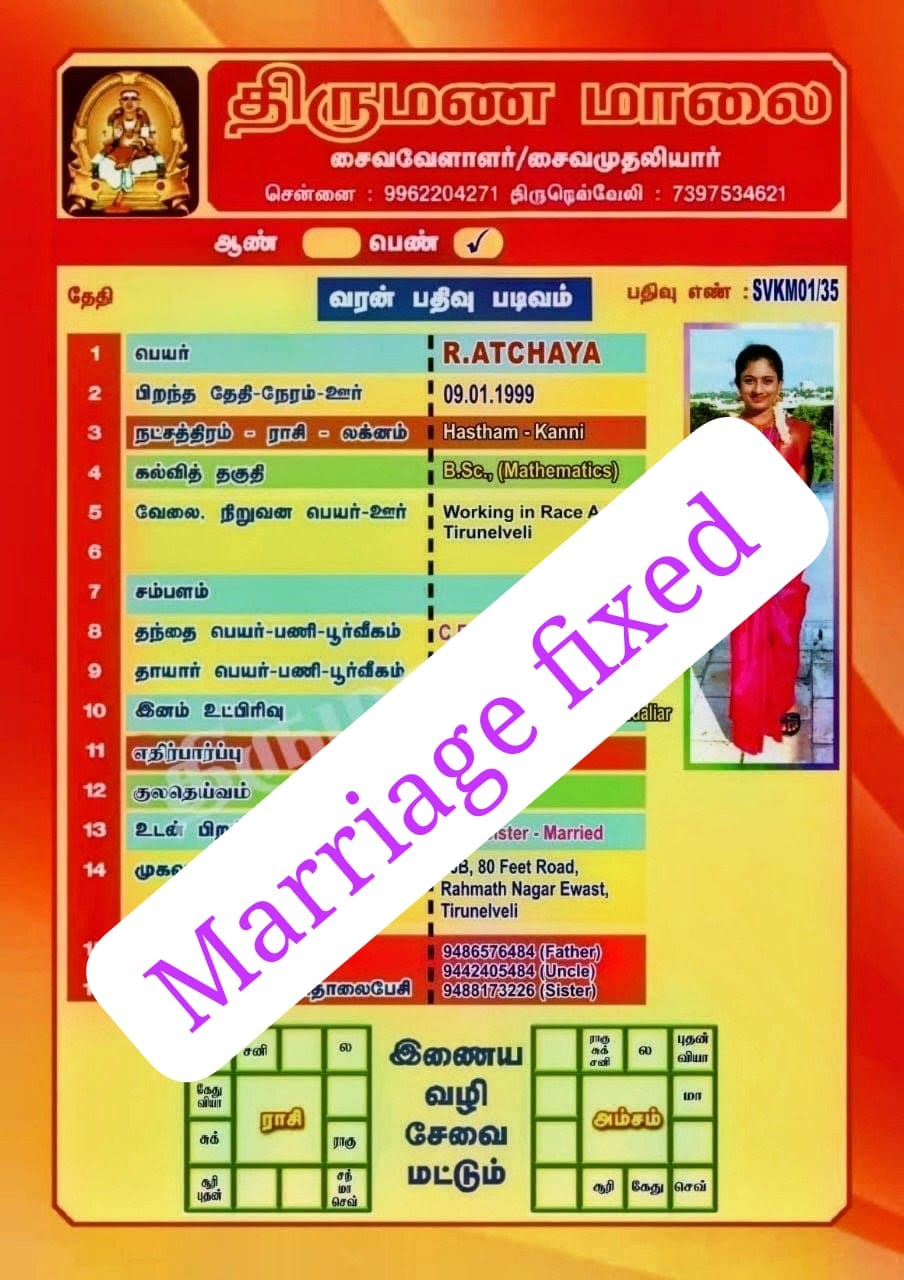 திருமண மாலை
சைவவேளாளர்/சைவமுதலியார்
சென்னை : 9962204271 திருநெல்வேலி : 7397534621
ஆண் பெண் ✓
தேதி வரன் பதிவு படிவம் பதிவு எண் : SVKM01/35
1 பெயர் R.ATCHAYA
2 பிறந்த தேதி-நேரம்-ஊர் 09.01.1999
3 நட்சத்திரம் - ராசி - லக்னம் Hastham - Kanni
4 கல்வித் தகுதி B.Sc., (Mathematics)
5 வேலை. நிறுவன பெயர்-ஊர் Working in Race
Tirunelveli
6
7 சம்பளம்
8 தந்தை பெயர்-பணி-பூர்வீகம்
9 தாயார் பெயர்-பணி-பூர்வீகம்
10 இனம் உட்பிரிவு
11 எதிர்பார்ப்பு
12 குலதெய்வம்
13 உடன் - Married
14 80 Feet Road,
Rahmath Nagar Ewast,
Tirunelveli
9486576484 (Father)
9442405484 (Uncle)
9488173226 (Sister)
Marriage fixed
சனி ல
கேது வியா
ராசி
சுக் ராகு
சூரி புதன் சந் மா செவ்
இணைய
வழி
சேவை
மட்டும்
ராகு சுக் சனி ல புதன் வியா
மா
அம்சம்
சூரி கேது செவ்